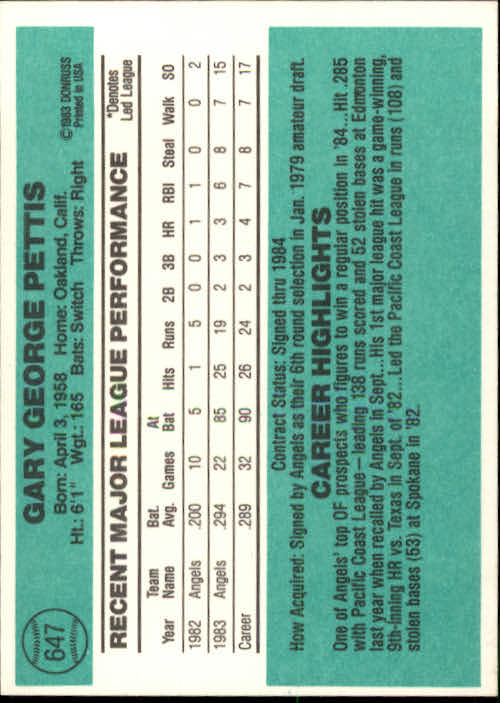 647
GARY GEORGE PETTIS
©1983 DONRUSS
Printed in USA
Born: April 3, 1958 Home: Oakland, Calif.
Ht.: 6'1" Wgt.: 165 Bats: Switch Throws: Right
RECENT MAJOR LEAGUE PERFORMANCE
*Denotes
Led League
Year Team Name Bat. Avg. Games At Bat Hits Runs 2B 3B HR RBI Steal Walk SO
1982 Angels .200 10 5 1 5 0 0 1 1 0 0 2
1983 Angels .294 22 85 25 19 2 3 3 6 8 7 15
Career .289 32 90 26 24 2 3 4 7 8 7 17
Contract Status: Signed thru 1984
How Acquired: Signed by Angels as their 6th round selection in Jan. 1979 amateur draft.
CAREER HIGHLIGHTS
One of Angels' top OF prospects who figures to win a regular position in '84...Hit .285
with Pacific Coast League—leading 138 runs scored and 52 stolen bases at Edmonton
last year when recalled by Angels in Sept...His 1st major league hit was a game-winning,
9th-inning HR vs. Texas in Sept. of '82...Led the Pacific Coast League in runs (108) and
stolen bases (53) at Spokane in '82.